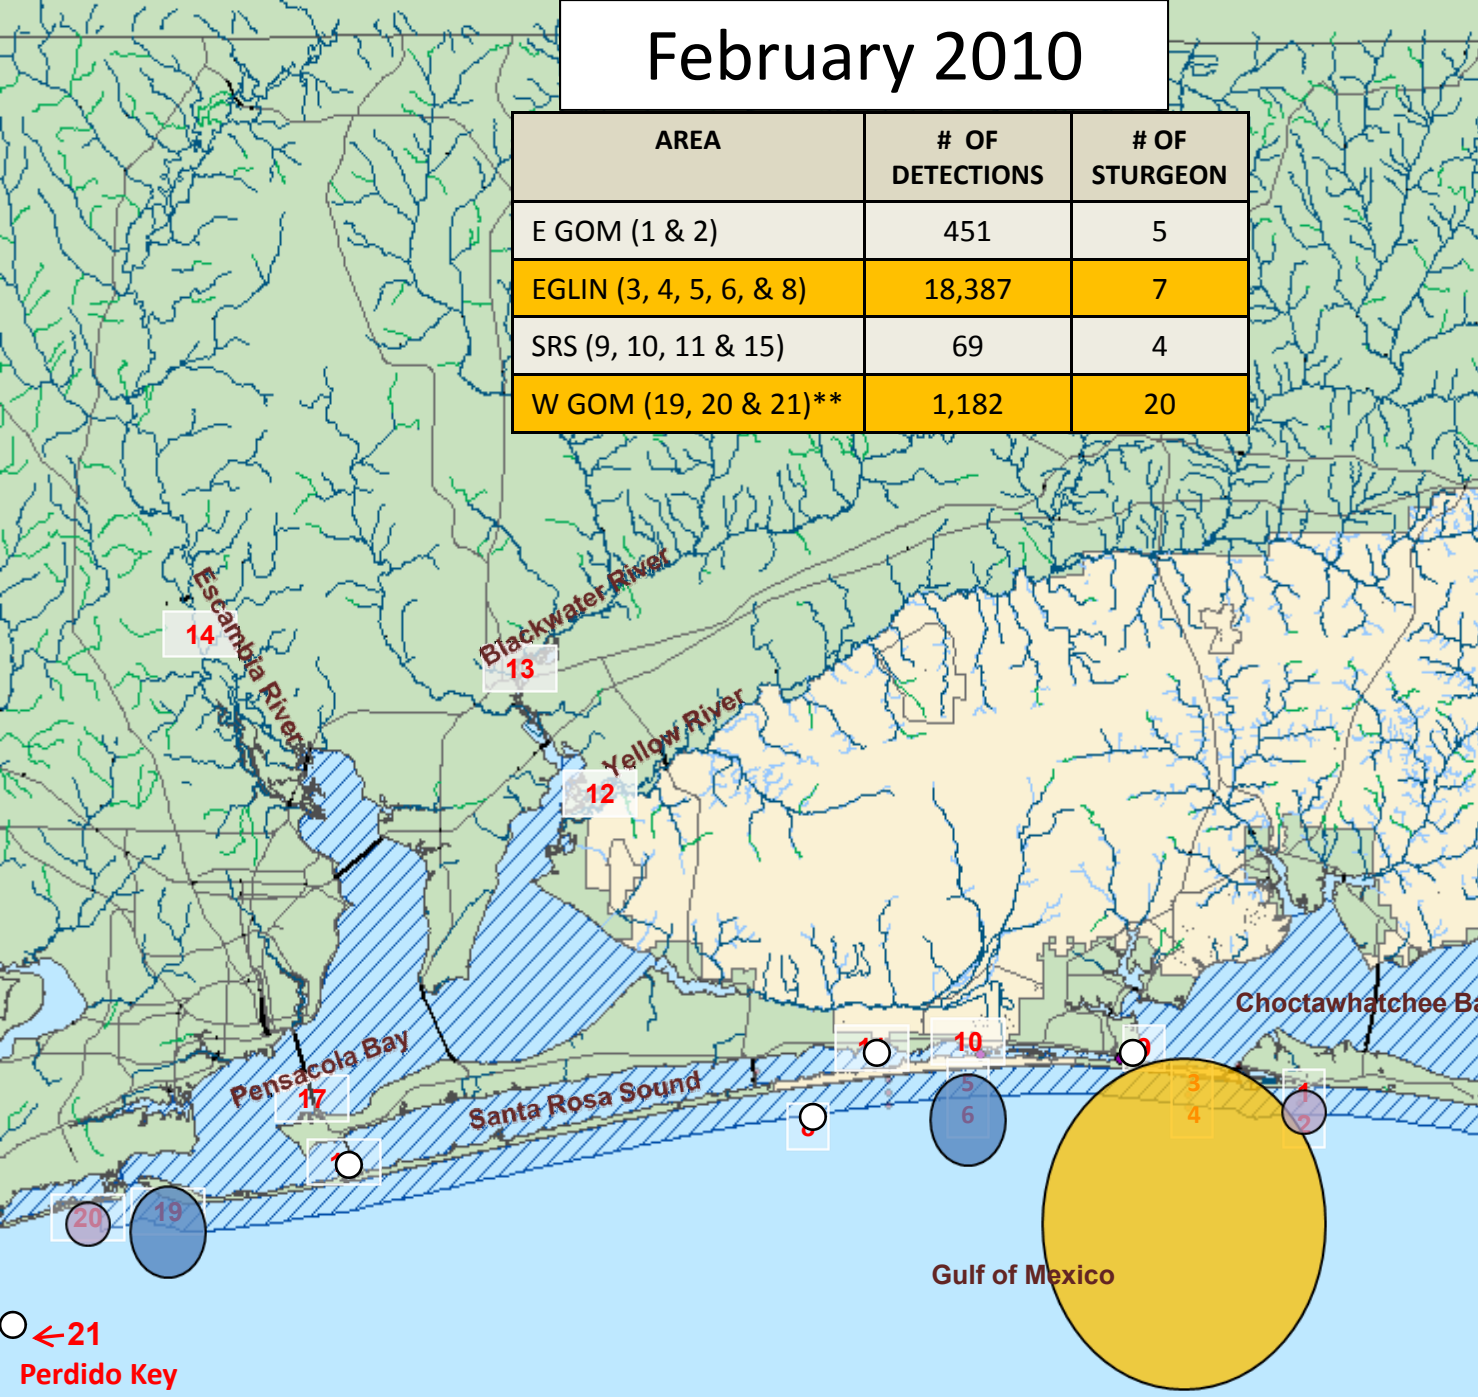 February 2010
AREA # OF DETECTIONS # OF STURGEON
E GOM (1 & 2) 451 5
EGLIN (3, 4, 5, 6, & 8) 18,387 7
SRS (9, 10, 11 & 15) 69 4
W GOM (19, 20 & 21)** 1,182 20
Escambia River
14
Blackwater River
13
Yellow River
12
Choctawhatchee Ba
10
Pensacola Bay
17
Santa Rosa Sound
5
6
3
4
1
2
20
19
Gulf of Mexico
←21
Perdido Key